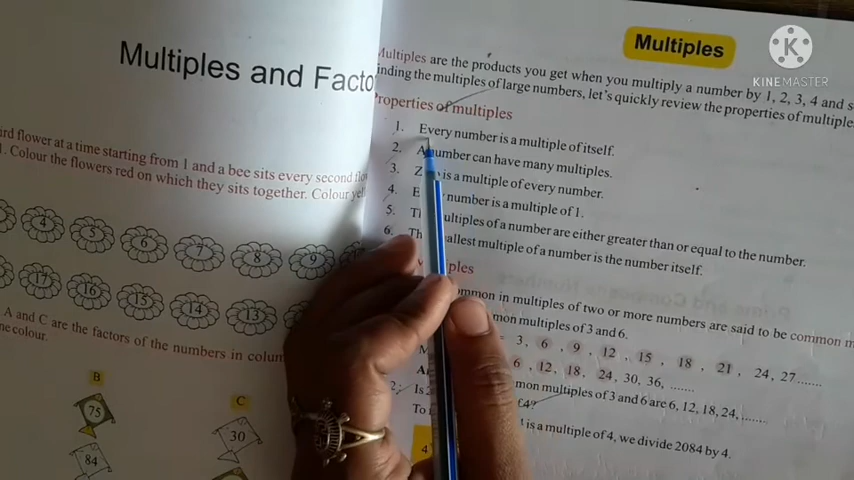 Multiples and Facto
ird flower at a time starting from 1 and a bee sits every second flo
1. Colour the flowers red on which they sits together. Colour yel
4 5 6 7 8 9
17 16 15 14 13
A and C are the factors of the numbers in colum
ne colour.
B
75
84
C
30
Multiples
KINEMASTER
Multiples are the products you get when you multiply a number by 1, 2, 3, 4 and s
inding the multiples of large numbers, let's quickly review the properties of multiple
Properties of multiples
1. Every number is a multiple of itself.
2. A number can have many multiples.
3. is a multiple of every number.
4. number is a multiple of 1.
5. ultiples of a number are either greater than or equal to the number.
6. allest multiple of a number is the number itself.
ples
ommon in multiples of two or more numbers are said to be common m
mon multiples of 3 and 6.
3, 6, 9, 12, 15, 18, 21, 24, 27......
6, 12, 18, 24, 30, 36, ......
mon multiples of 3 and 6 are 6, 12, 18, 24,......
2: Is of 4?
To
is a multiple of 4, we divide 2084 by 4.
4